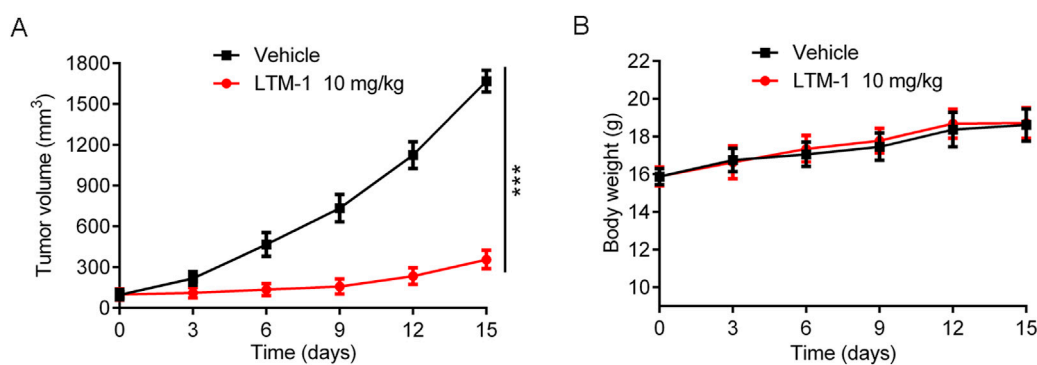 A
Vehicle
LTM-1 10 mg/kg
Tumor volume (mm3)
1800
1500
1200
900
600
300
0
***
0 3 6 9 12 15
Time (days)
B
Vehicle
LTM-1 10 mg/kg
Body weight (g)
22
20
18
16
14
12
10
0 3 6 9 12 15
Time (days)